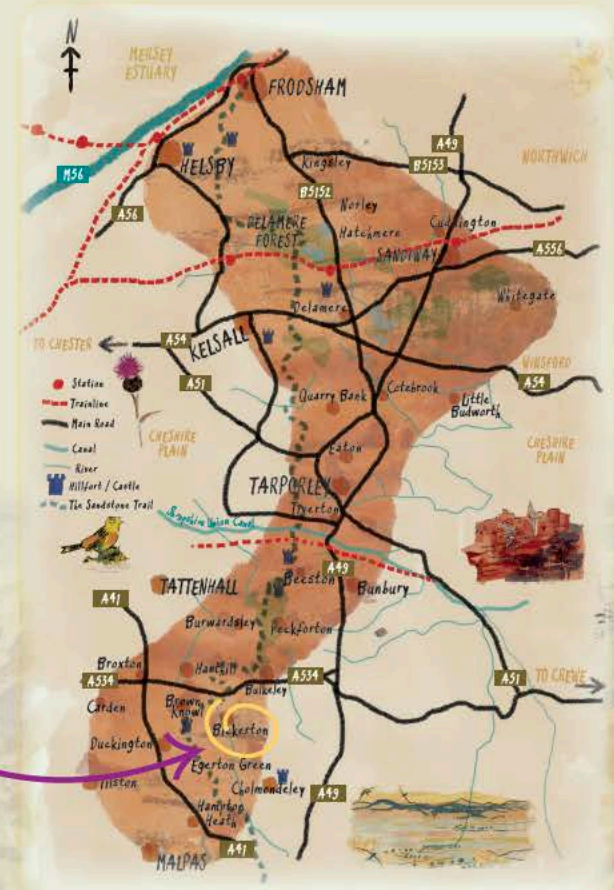 N
MERSEY
ESTUARY
FRODSHAM
M56
HELSBY
Kingsley
A49
B5153
NORTHWICH
A56
B5152
Norley
DELAMERE
FOREST
Hatchmere
Cuddington
SANDIWAY
A556
Delamere
Whitegate
TO CHESTER
A54
KELSALL
WINSFORD
A51
A54
Station
Trainline
Main Road
Canal
River
Hillfort / Castle
The Sandstone Trail
CHESHIRE
PLAIN
Quarry Bank
Cotebrook
Little
Budworth
Eaton
CHESHIRE
PLAIN
TARPORLEY
Tiverton
Shropshire Union Canal
A49
Beeston
TATTENHALL
Bunbury
A41
Burwardsley
Peckforton
Broxton
Harthill
A534
A534
A51
TO CREWE
Bulkeley
Carden
Brown
Knowl
Bickerton
Duckington
Egerton Green
Tilston
Cholmondeley
A49
Hampton
Heath
A41
MALPAS